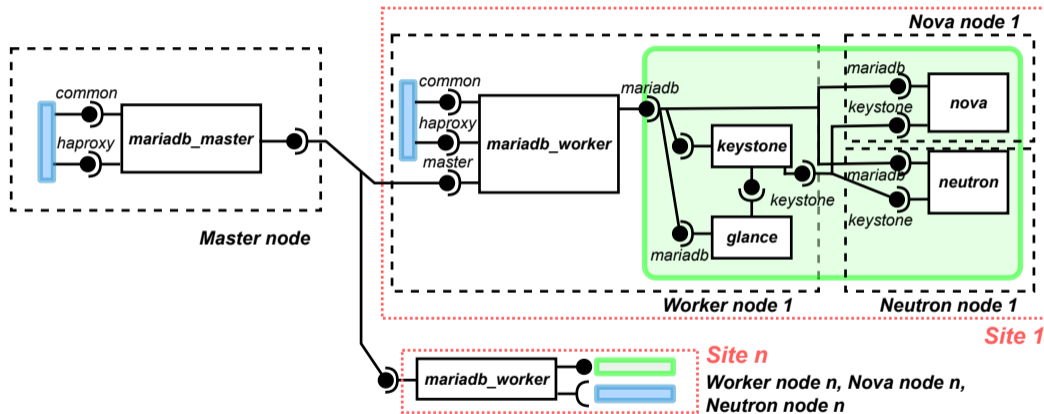 Nova node 1
common
haproxy
mariadb_master
Master node
common
haproxy
master
mariadb_worker
mariadb
keystone
keystone
glance
mariadb
Worker node 1
mariadb
keystone
nova
mariadb
keystone
neutron
Neutron node 1
Site 1
mariadb_worker
Site n
Worker node n, Nova node n,
Neutron node n